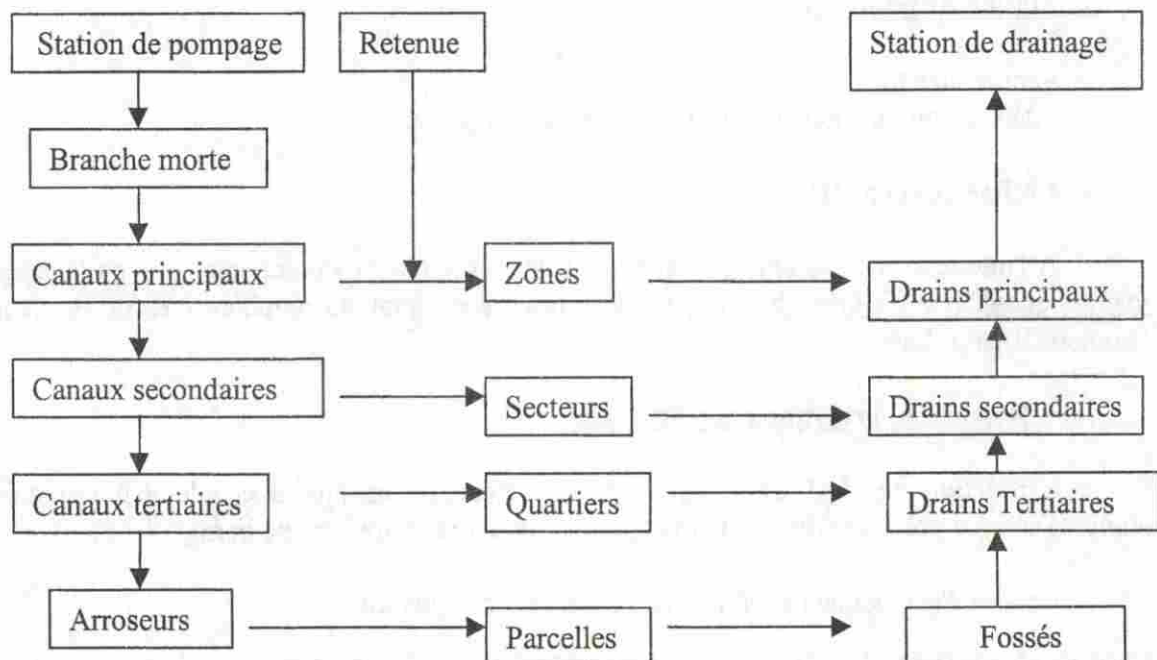 Station de pompage
Retenue
Station de drainage
Branche morte
Canaux principaux
Zones
Drains principaux
Canaux secondaires
Secteurs
Drains secondaires
Canaux tertiaires
Quartiers
Drains Tertiaires
Arroseurs
Parcelles
Fossés